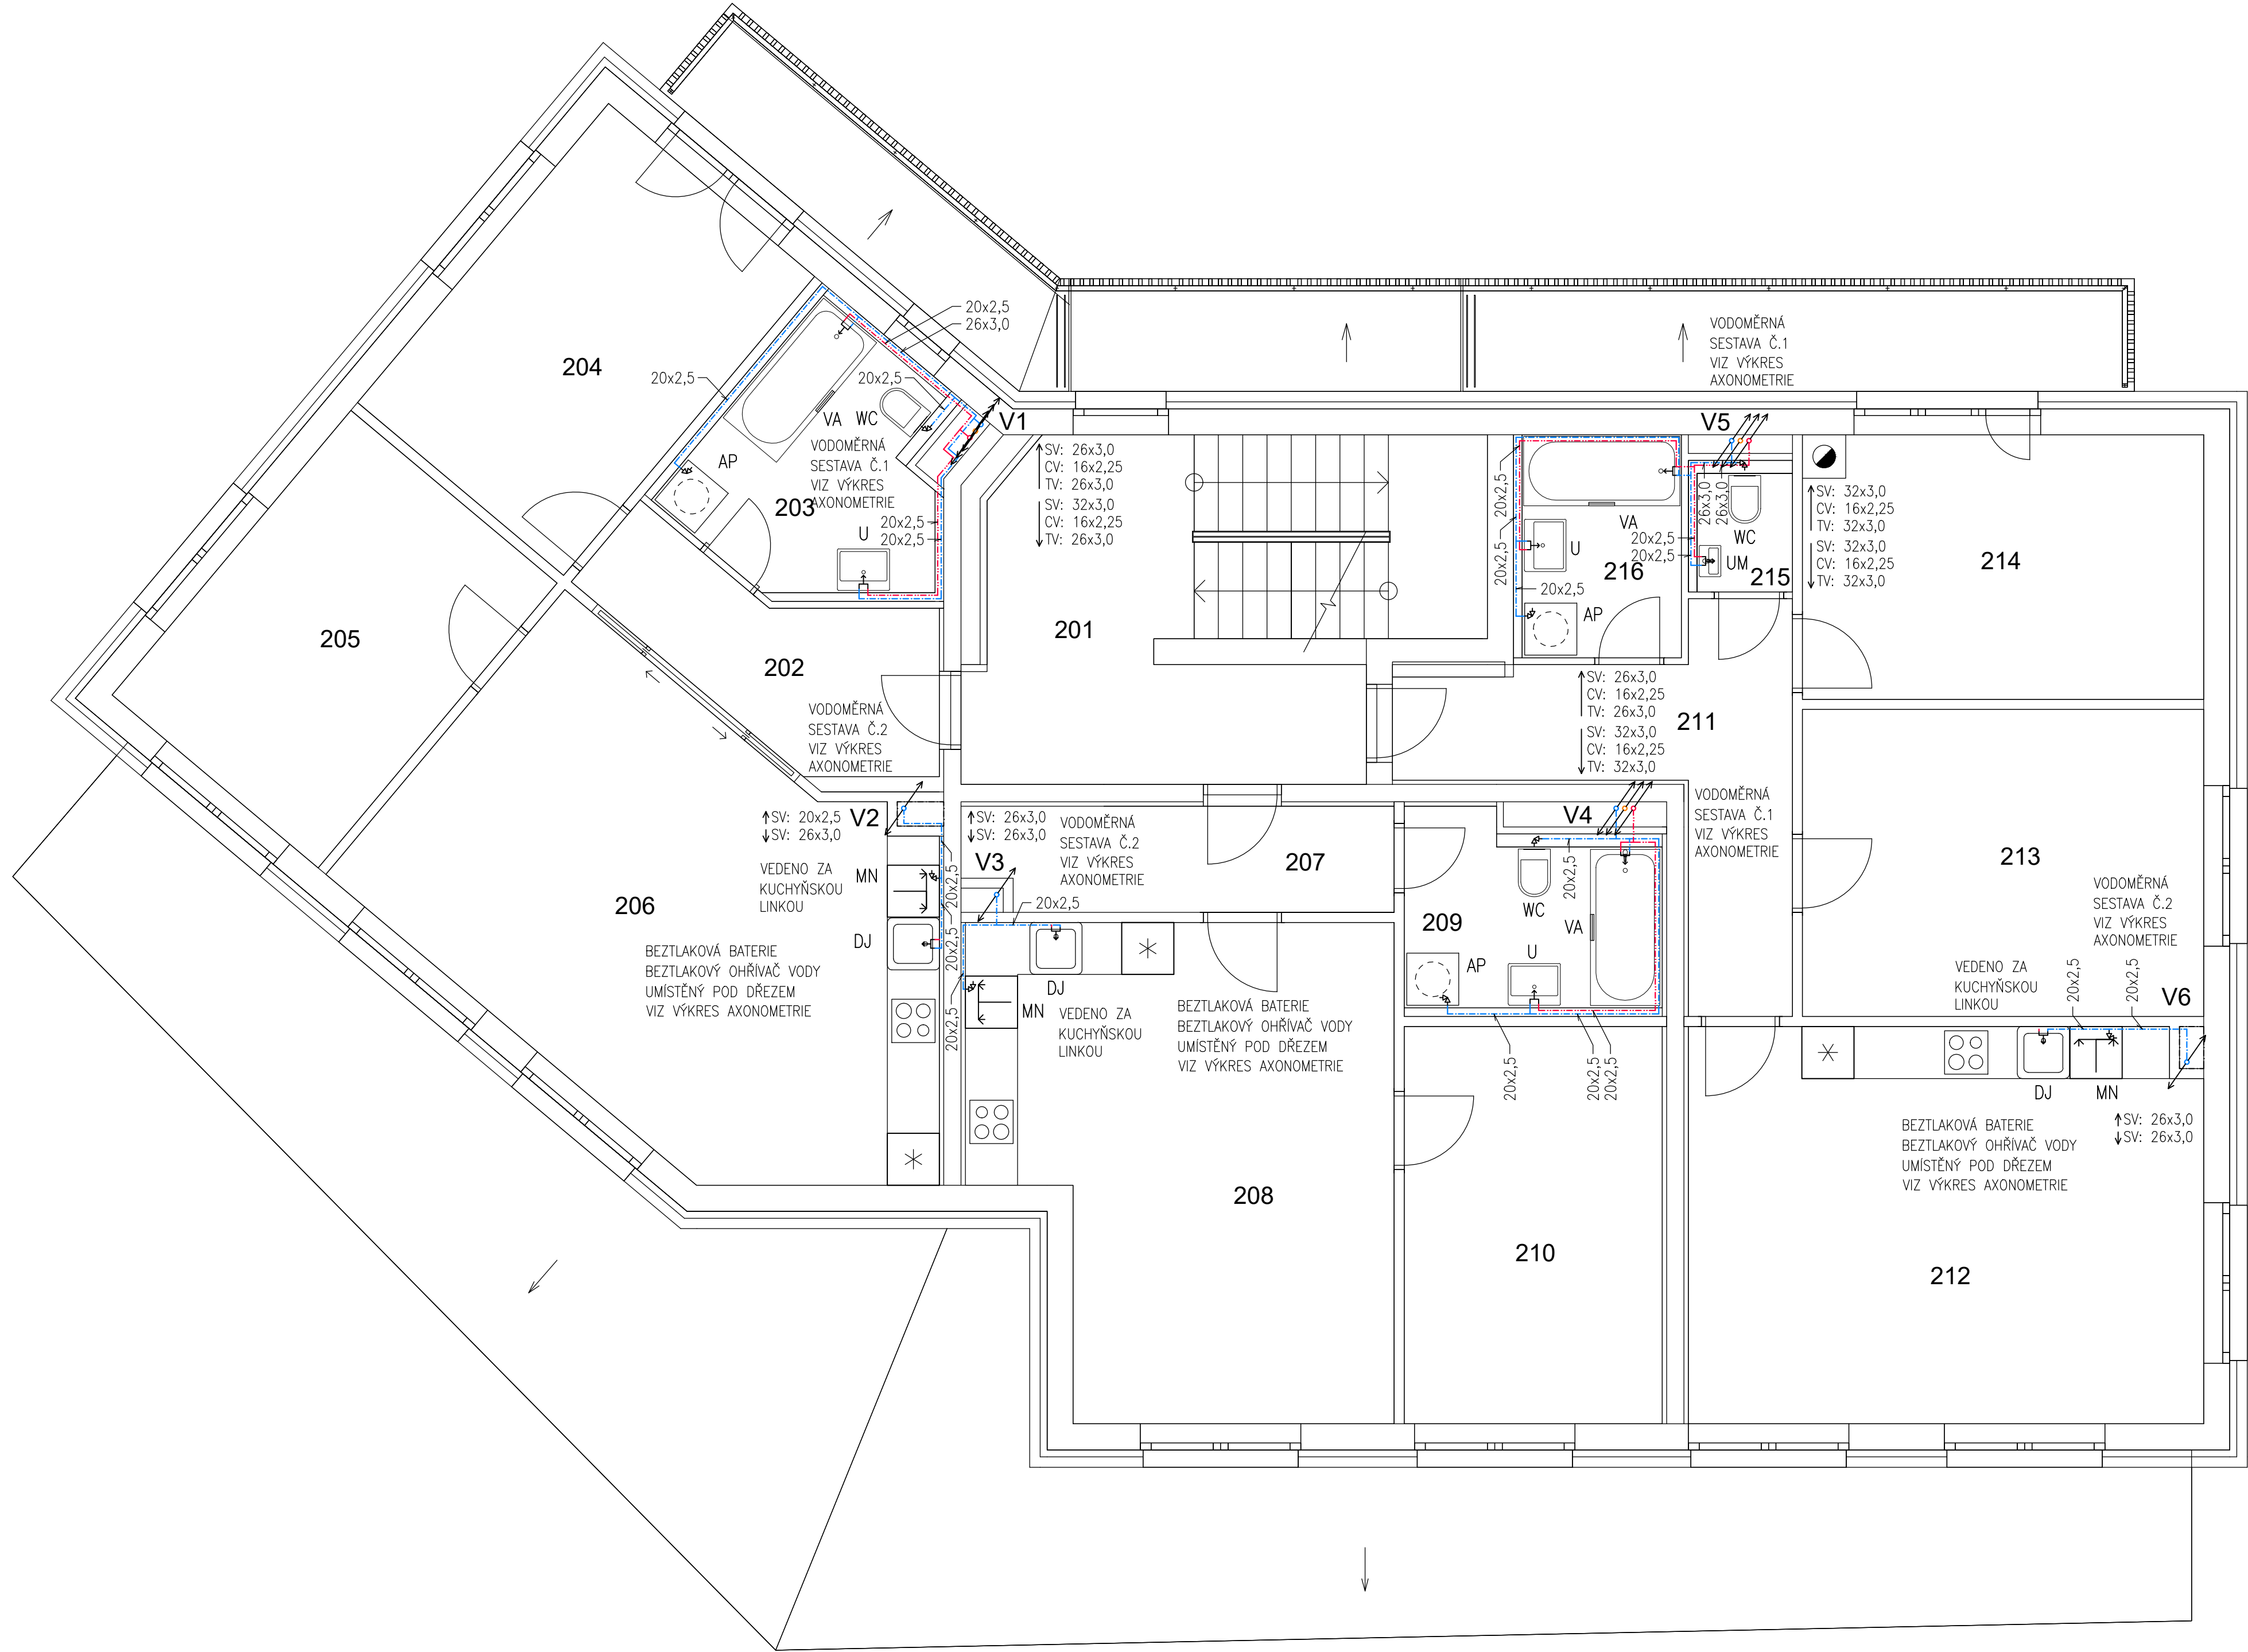 20x2,5
26x3,0
204
20x2,5
20x2,5
VA
WC
V1
VODOMĚRNÁ
SESTAVA Č.1
VIZ VÝKRES
AXONOMETRIE
AP
203
20x2,5
20x2,5
U
SV: 26x3,0
CV: 16x2,25
TV: 26x3,0
SV: 32x3,0
CV: 16x2,25
TV: 26x3,0
VODOMĚRNÁ
SESTAVA Č.1
VIZ VÝKRES
AXONOMETRIE
V5
20x2,5
20x2,5
VA
U
216
20x2,5
AP
26x3,0
26x3,0
WC
20x2,5
20x2,5
UM
215
SV: 32x3,0
CV: 16x2,25
TV: 32x3,0
SV: 32x3,0
CV: 16x2,25
TV: 32x3,0
214
205
201
202
VODOMĚRNÁ
SESTAVA Č.2
VIZ VÝKRES
AXONOMETRIE
SV: 26x3,0
CV: 16x2,25
TV: 26x3,0
SV: 32x3,0
CV: 16x2,25
TV: 32x3,0
211
SV: 20x2,5
SV: 26x3,0
V2
SV: 26x3,0
SV: 26x3,0
VODOMĚRNÁ
SESTAVA Č.2
VIZ VÝKRES
AXONOMETRIE
V3
207
V4
VODOMĚRNÁ
SESTAVA Č.1
VIZ VÝKRES
AXONOMETRIE
213
VEDENO ZA
KUCHYŇSKOU
LINKOU
MN
20x2,5
20x2,5
20x2,5
20x2,5
206
DJ
BEZTLAKOVÁ BATERIE
BEZTLAKOVÝ OHŘÍVAČ VODY
UMÍSTĚNÝ POD DŘEZEM
VIZ VÝKRES AXONOMETRIE
DJ
MN
VEDENO ZA
KUCHYŇSKOU
LINKOU
BEZTLAKOVÁ BATERIE
BEZTLAKOVÝ OHŘÍVAČ VODY
UMÍSTĚNÝ POD DŘEZEM
VIZ VÝKRES AXONOMETRIE
20x2,5
WC
209
VA
U
AP
20x2,5
20x2,5
20x2,5
VODOMĚRNÁ
SESTAVA Č.2
VIZ VÝKRES
AXONOMETRIE
VEDENO ZA
KUCHYŇSKOU
LINKOU
20x2,5
20x2,5
V6
DJ
MN
SV: 26x3,0
SV: 26x3,0
BEZTLAKOVÁ BATERIE
BEZTLAKOVÝ OHŘÍVAČ VODY
UMÍSTĚNÝ POD DŘEZEM
VIZ VÝKRES AXONOMETRIE
208
210
212